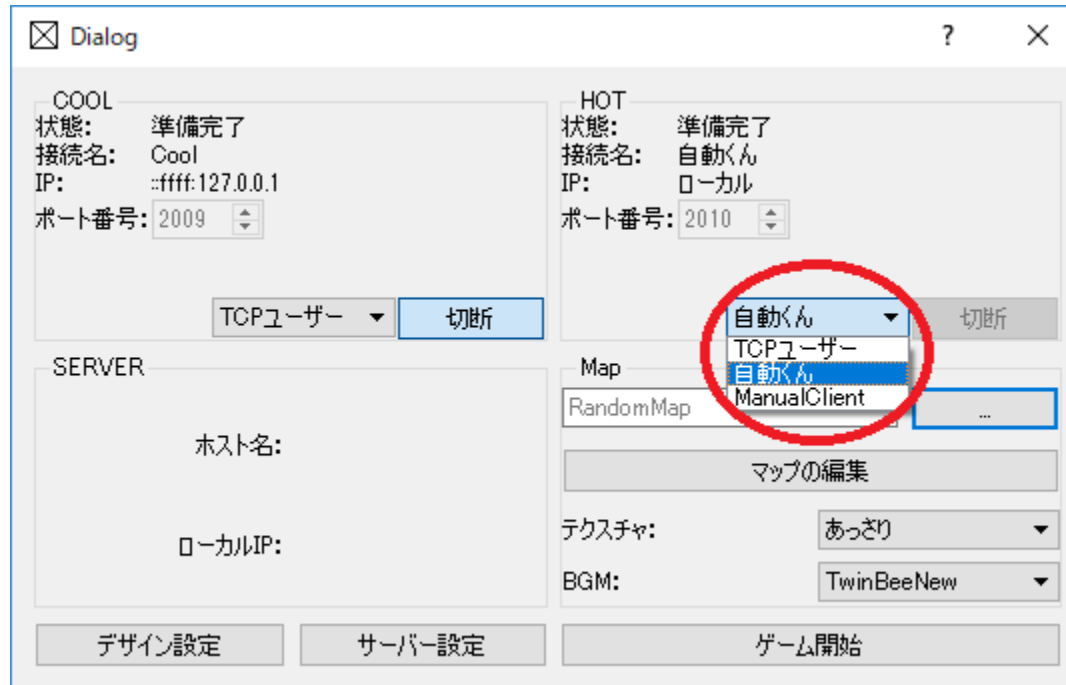 Dialog
COOL
状態: 準備完了
接続名: Cool
IP: ::ffff:127.0.0.1
ポート番号: 2009
TCPユーザー 切断
HOT
状態: 準備完了
接続名: 自動くん
IP: ローカル
ポート番号: 2010
自動くん 切断
TCPユーザー
自動くん
ManualClient
SERVER
ホスト名:
ローカルIP:
Map
RandomMap ...
マップの編集
テクスチャ: あっさり
BGM: TwinBeeNew
デザイン設定 サーバー設定 ゲーム開始